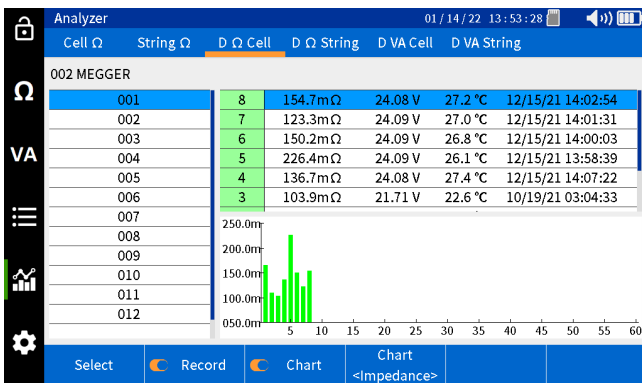 Analyzer 01/14/22 13:53:28
Cell Ω String Ω D Ω Cell D Ω String D VA Cell D VA String
002 MEGGER
Ω
VA
001
002
003
004
005
006
007
008
009
010
011
012
8 154.7mΩ 24.08 V 27.2 °C 12/15/21 14:02:54
7 123.3mΩ 24.09 V 27.0 °C 12/15/21 14:01:31
6 150.2mΩ 24.09 V 26.8 °C 12/15/21 14:00:03
5 226.4mΩ 24.09 V 26.1 °C 12/15/21 13:58:39
4 136.7mΩ 24.08 V 27.4 °C 12/15/21 14:07:22
3 103.9mΩ 21.71 V 22.6 °C 10/19/21 03:04:33
250.0m
200.0m
150.0m
100.0m
050.0m
5 10 15 20 25 30 35 40 45 50 55 60
Select Record Chart Chart
<Impedance>